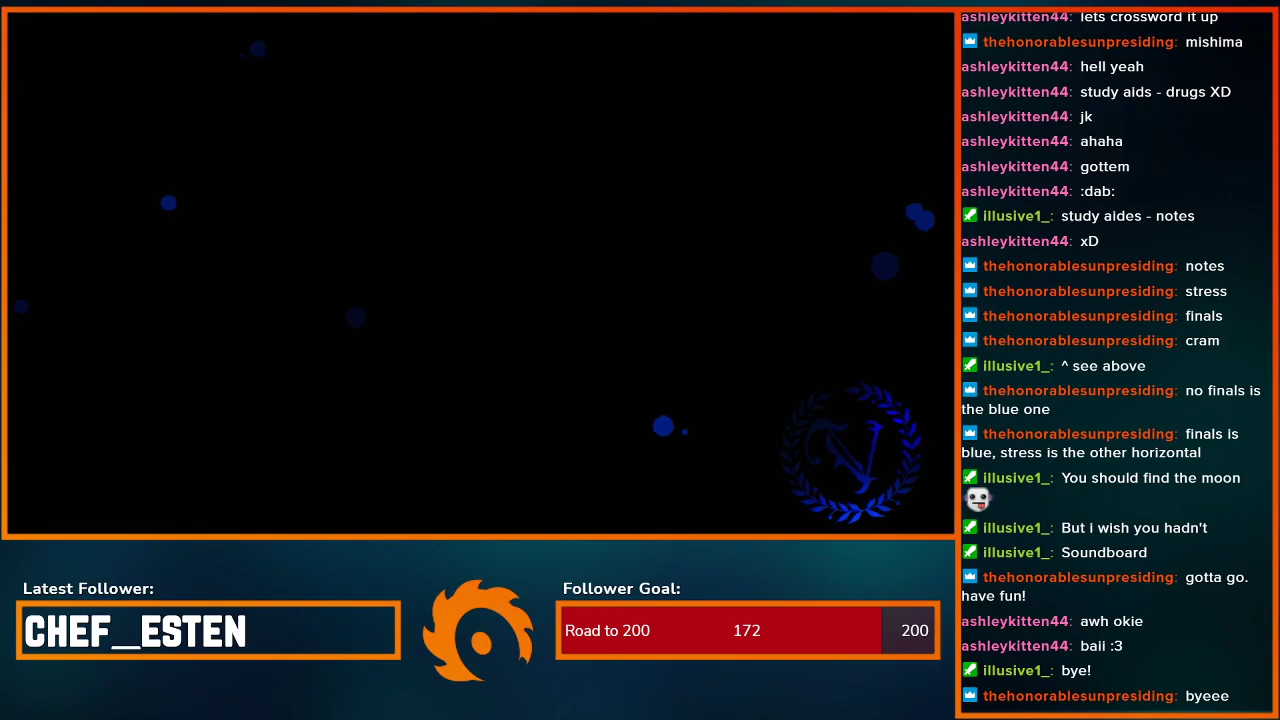 ashleykitten44: lets crossword it up
thehonorablesunpresiding: mishima
ashleykitten44: hell yeah
ashleykitten44: study aids - drugs XD
ashleykitten44: jk
ashleykitten44: ahaha
ashleykitten44: gottem
ashleykitten44: :dab:
illusive1_: study aides - notes
ashleykitten44: xD
thehonorablesunpresiding: notes
thehonorablesunpresiding: stress
thehonorablesunpresiding: finals
thehonorablesunpresiding: cram
illusive1_: ^ see above
thehonorablesunpresiding: no finals is
the blue one
thehonorablesunpresiding: finals is
blue, stress is the other horizontal
illusive1_: You should find the moon
illusive1_: But i wish you hadn't
illusive1_: Soundboard
thehonorablesunpresiding: gotta go.
have fun!
ashleykitten44: awh okie
ashleykitten44: baii :3
illusive1_: bye!
thehonorablesunpresiding: byeee
Latest Follower:
CHEF__ESTEN
Follower Goal:
Road to 200 172 200
N